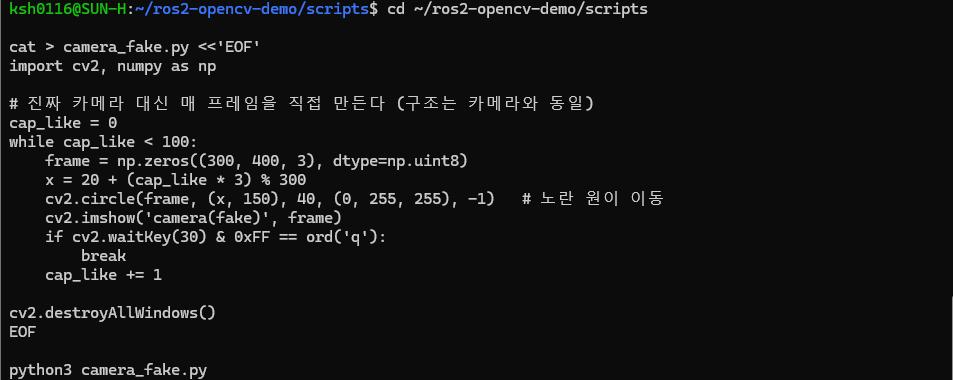 ksh0116@SUN-H:~/ros2-opencv-demo/scripts$ cd ~/ros2-opencv-demo/scripts
cat > camera_fake.py <<'EOF'
import cv2, numpy as np
# 진짜 카메라 대신 매 프레임을 직접 만든다 (구조는 카메라와 동일)
cap_like = 0
while cap_like < 100:
    frame = np.zeros((300, 400, 3), dtype=np.uint8)
    x = 20 + (cap_like * 3) % 300
    cv2.circle(frame, (x, 150), 40, (0, 255, 255), -1)   # 노란 원이 이동
    cv2.imshow('camera(fake)', frame)
    if cv2.waitKey(30) & 0xFF == ord('q'):
        break
    cap_like += 1
cv2.destroyAllWindows()
EOF
python3 camera_fake.py